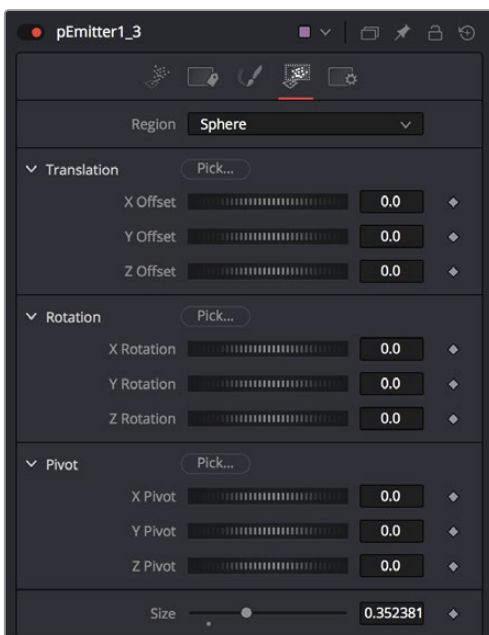 pEmitter1_3
Region Sphere
Translation Pick...
X Offset 0.0
Y Offset 0.0
Z Offset 0.0
Rotation Pick...
X Rotation 0.0
Y Rotation 0.0
Z Rotation 0.0
Pivot Pick...
X Pivot 0.0
Y Pivot 0.0
Z Pivot 0.0
Size 0.352381